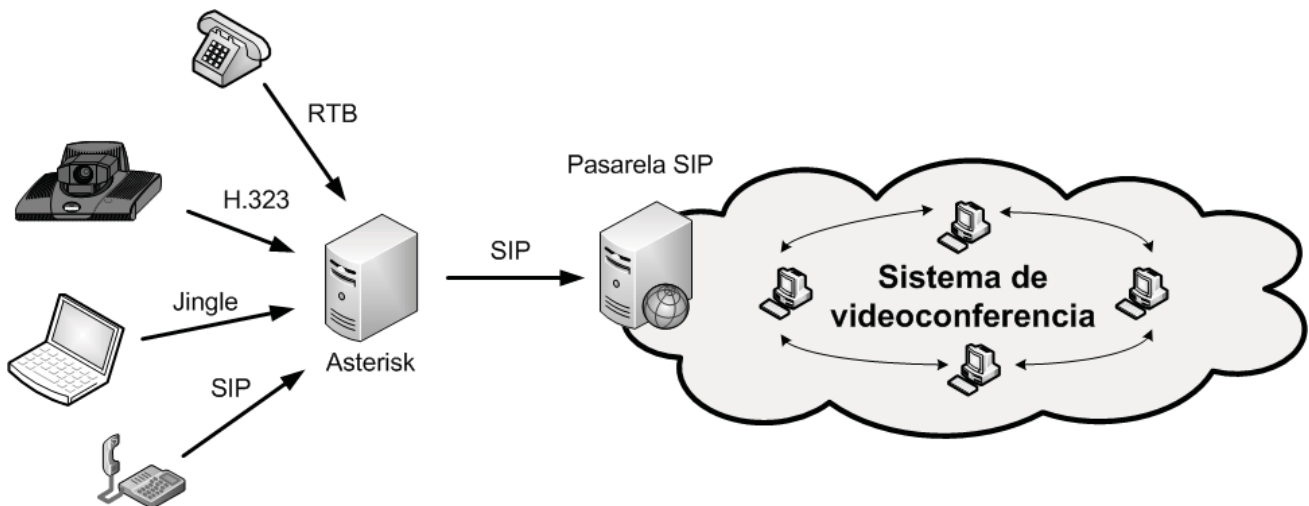 RTB
Pasarela SIP
H.323
SIP
Sistema de
videoconferencia
Jingle
Asterisk
SIP